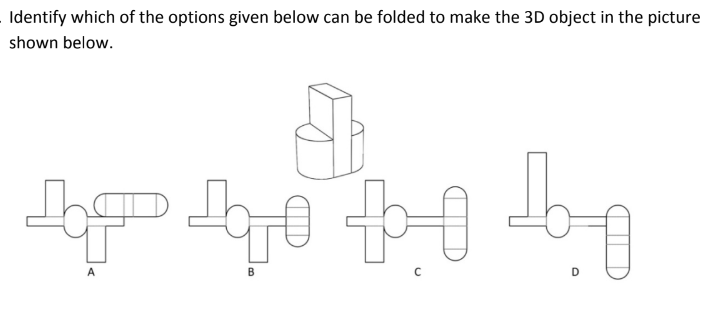 . Identify which of the options given below can be folded to make the 3D object in the picture
shown below.
A
B
C
D